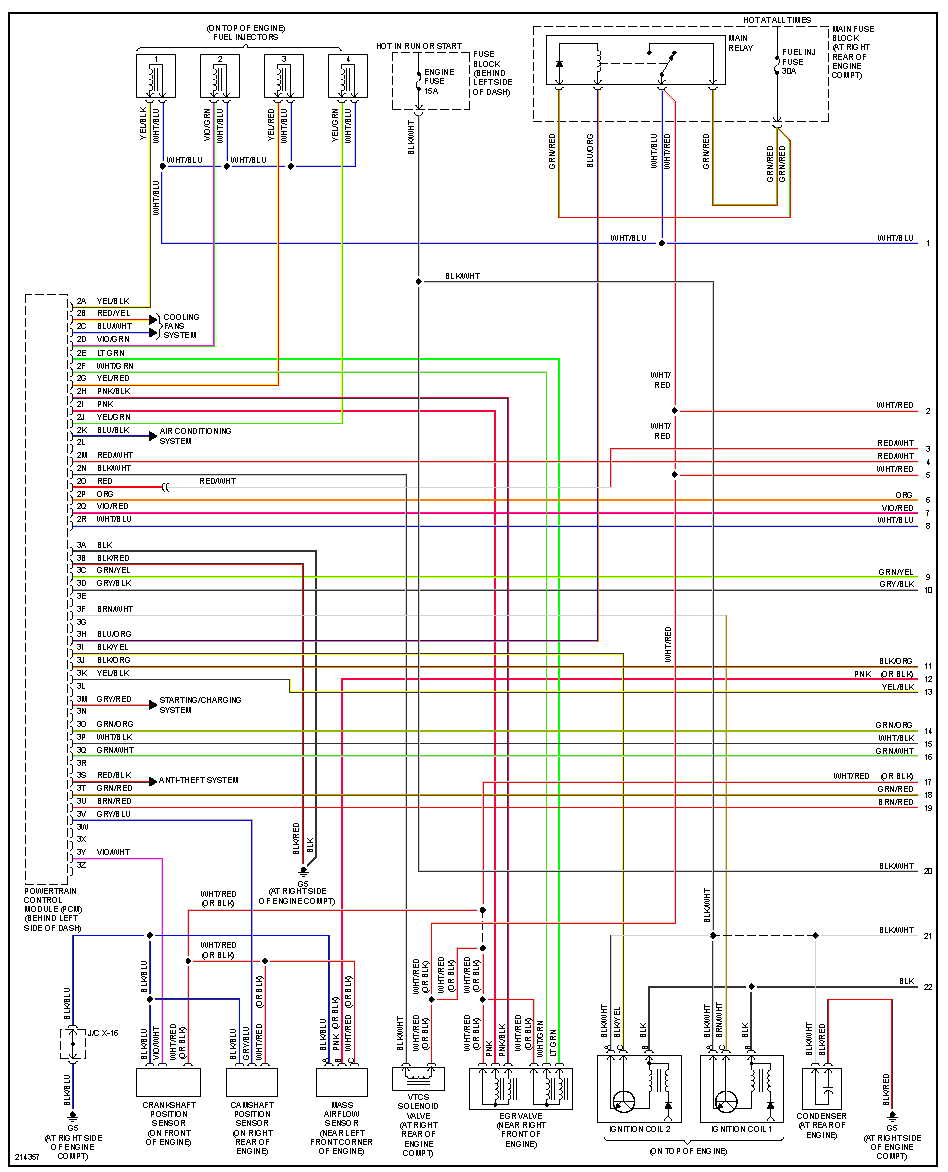 (ON TOP OF ENGINE)
FUEL INJECTORS
1
2
3
4
YEL/BLK
WHT/BLU
VIO/GRN
WHT/BLU
YEL/RED
WHT/BLU
YEL/GRN
WHT/BLU
WHT/BLU
WHT/BLU
WHT/BLU
WHT/BLU
HOT IN RUN OR START
ENGINE
FUSE
15A
FUSE
BLOCK
(BEHIND
LEFT SIDE
OF DASH)
BLK/WHT
HOT AT ALL TIMES
MAIN
RELAY
FUEL INJ
FUSE
30A
MAIN FUSE
BLOCK
(AT RIGHT
REAR OF
ENGINE
COMPT)
GRN/RED
BLU/ORG
WHT/BLU
WHT/RED
GRN/RED
GRN/RED
GRN/RED
WHT/BLU
WHT/BLU 1
BLK/WHT
2A YEL/BLK
2B RED/YEL
2C BLU/WHT
2D VIO/GRN
2E LT GRN
2F WHT/GRN
2G YEL/RED
2H PNK/BLK
2I PNK
2J YEL/GRN
2K BLU/BLK
2L
2M RED/WHT
2N BLK/WHT
2O RED
2P ORG
2Q VIO/RED
2R WHT/BLU
COOLING
FANS
SYSTEM
AIR CONDITIONING
SYSTEM
RED/WHT
WHT/
RED
WHT/
RED
WHT/RED 2
RED/WHT 3
RED/WHT 4
WHT/RED 5
ORG 6
VIO/RED 7
WHT/BLU 8
3A BLK
3B BLK/RED
3C GRN/YEL
3D GRY/BLK
3E
3F BRN/WHT
3G
3H BLU/ORG
3I BLK/YEL
3J BLK/ORG
3K YEL/BLK
3L
3M GRY/RED
3N
3O GRN/ORG
3P WHT/BLK
3Q GRN/WHT
3R
3S RED/BLK
3T GRN/RED
3U BRN/RED
3V GRY/BLU
3W
3X
3Y VIO/WHT
3Z
STARTING/CHARGING
SYSTEM
ANTI-THEFT SYSTEM
WHT/RED
GRN/YEL 9
GRY/BLK 10
BLK/ORG 11
PNK (OR BLK) 12
YEL/BLK 13
GRN/ORG 14
WHT/BLK 15
GRN/WHT 16
WHT/RED (OR BLK) 17
GRN/RED 18
BRN/RED 19
BLK/WHT 20
BLK/WHT 21
BLK 22
POWERTRAIN
CONTROL
MODULE (PCM)
(BEHIND LEFT
SIDE OF DASH)
BLK/RED
BLK
G5
(AT RIGHT SIDE
OF ENGINE COMPT)
WHT/RED
(OR BLK)
WHT/RED
(OR BLK)
BLK/WHT
BLK/BLU
BLK/BLU
J/C X-16
BLK/BLU
G5
(AT RIGHT SIDE
OF ENGINE
COMPT)
BLK/BLU
VIO/WHT
WHT/RED
(OR BLK)
CRANKSHAFT
POSITION
SENSOR
(ON FRONT
OF ENGINE)
BLK/BLU
GRY/BLU
WHT/RED
(OR BLK)
CAMSHAFT
POSITION
SENSOR
(ON RIGHT
REAR OF
ENGINE)
BLK/BLU
PNK (OR BLK)
WHT/RED
(OR BLK)
A
B
C
MASS
AIRFLOW
SENSOR
(NEAR LEFT
FRONT CORNER
OF ENGINE)
BLK/WHT
WHT/RED
(OR BLK)
WHT/RED
(OR BLK)
WHT/RED
(OR BLK)
WHT/RED
(OR BLK)
VTCS
SOLENOID
VALVE
(AT RIGHT
REAR OF
ENGINE
COMPT)
WHT/RED
(OR BLK)
PNK
PNK/BLK
WHT/RED
(OR BLK)
WHT/GRN
LT GRN
EGR VALVE
(NEAR RIGHT
FRONT OF
ENGINE)
BLK/WHT
BLK/YEL
BLK
A
C
B
IGNITION COIL 2
BLK/WHT
BRN/WHT
BLK
A
C
B
IGNITION COIL 1
(ON TOP OF ENGINE)
BLK/WHT
BLK/RED
CONDENSER
(AT REAR OF
ENGINE)
BLK/RED
G5
(AT RIGHT SIDE
OF ENGINE
COMPT)
214357